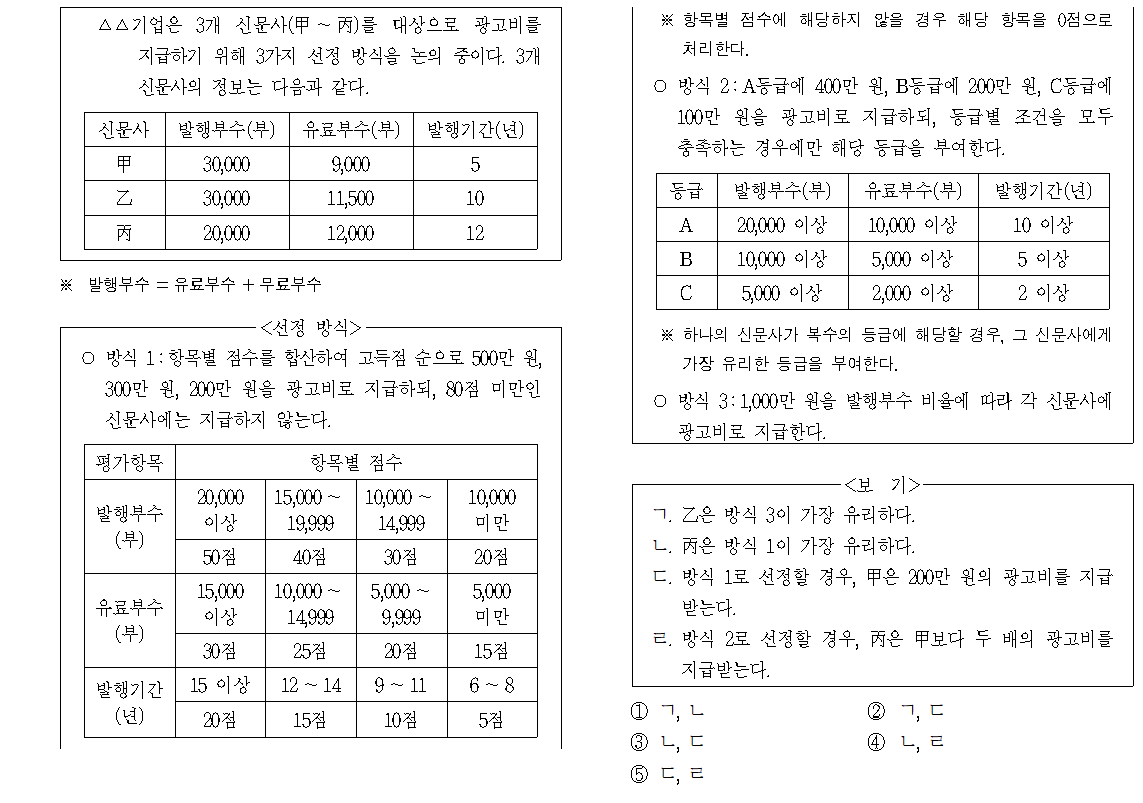 △△기업은 3개 신문사(甲 ~ 丙)를 대상으로 광고비를
지급하기 위해 3가지 선정 방식을 논의 중이다. 3개
신문사의 정보는 다음과 같다.
신문사 발행부수(부) 유료부수(부) 발행기간(년)
甲 30,000 9,000 5
乙 30,000 11,500 10
丙 20,000 12,000 12
※ 발행부수 = 유료부수 + 무료부수
<선정 방식>
○ 방식 1 : 항목별 점수를 합산하여 고득점 순으로 500만 원,
300만 원, 200만 원을 광고비로 지급하되, 80점 미만인
신문사에는 지급하지 않는다.
평가항목 항목별 점수
발행부수
(부)
20,000 15,000 ~ 10,000 ~ 10,000
이상 19,999 14,999 미만
50점 40점 30점 20점
유료부수
(부)
15,000 10,000 ~ 5,000 ~ 5,000
이상 14,999 9,999 미만
30점 25점 20점 15점
발행기간
(년)
15 이상 12 ~ 14 9 ~ 11 6 ~ 8
20점 15점 10점 5점
※ 항목별 점수에 해당하지 않을 경우 해당 항목을 0점으로
처리한다.
○ 방식 2 : A등급에 400만 원, B등급에 200만 원, C등급에
100만 원을 광고비로 지급하되, 등급별 조건을 모두
충족하는 경우에만 해당 등급을 부여한다.
등급 발행부수(부) 유료부수(부) 발행기간(년)
A 20,000 이상 10,000 이상 10 이상
B 10,000 이상 5,000 이상 5 이상
C 5,000 이상 2,000 이상 2 이상
※ 하나의 신문사가 복수의 등급에 해당할 경우, 그 신문사에게
가장 유리한 등급을 부여한다.
○ 방식 3 : 1,000만 원을 발행부수 비율에 따라 각 신문사에
광고비로 지급한다.
<보 기>
ㄱ. 乙은 방식 3이 가장 유리하다.
ㄴ. 丙은 방식 1이 가장 유리하다.
ㄷ. 방식 1로 선정할 경우, 甲은 200만 원의 광고비를 지급
받는다.
ㄹ. 방식 2로 선정할 경우, 丙은 甲보다 두 배의 광고비를
지급받는다.
① ㄱ, ㄴ ② ㄱ, ㄷ
③ ㄴ, ㄷ ④ ㄴ, ㄹ
⑤ ㄷ, ㄹ